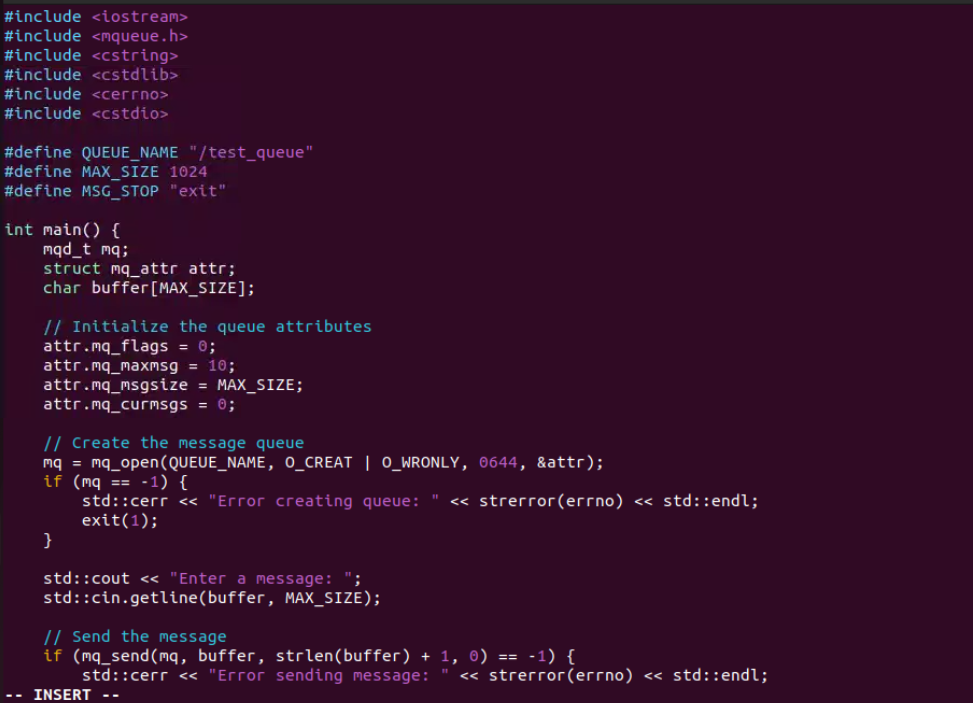 #include <iostream>
#include <mqueue.h>
#include <cstring>
#include <cstdlib>
#include <cerrno>
#include <cstdio>

#define QUEUE_NAME "/test_queue"
#define MAX_SIZE 1024
#define MSG_STOP "exit"

int main() {
    mqd_t mq;
    struct mq_attr attr;
    char buffer[MAX_SIZE];

    // Initialize the queue attributes
    attr.mq_flags = 0;
    attr.mq_maxmsg = 10;
    attr.mq_msgsize = MAX_SIZE;
    attr.mq_curmsgs = 0;

    // Create the message queue
    mq = mq_open(QUEUE_NAME, O_CREAT | O_WRONLY, 0644, &attr);
    if (mq == -1) {
        std::cerr << "Error creating queue: " << strerror(errno) << std::endl;
        exit(1);
    }

    std::cout << "Enter a message: ";
    std::cin.getline(buffer, MAX_SIZE);

    // Send the message
    if (mq_send(mq, buffer, strlen(buffer) + 1, 0) == -1) {
        std::cerr << "Error sending message: " << strerror(errno) << std::endl;
-- INSERT --